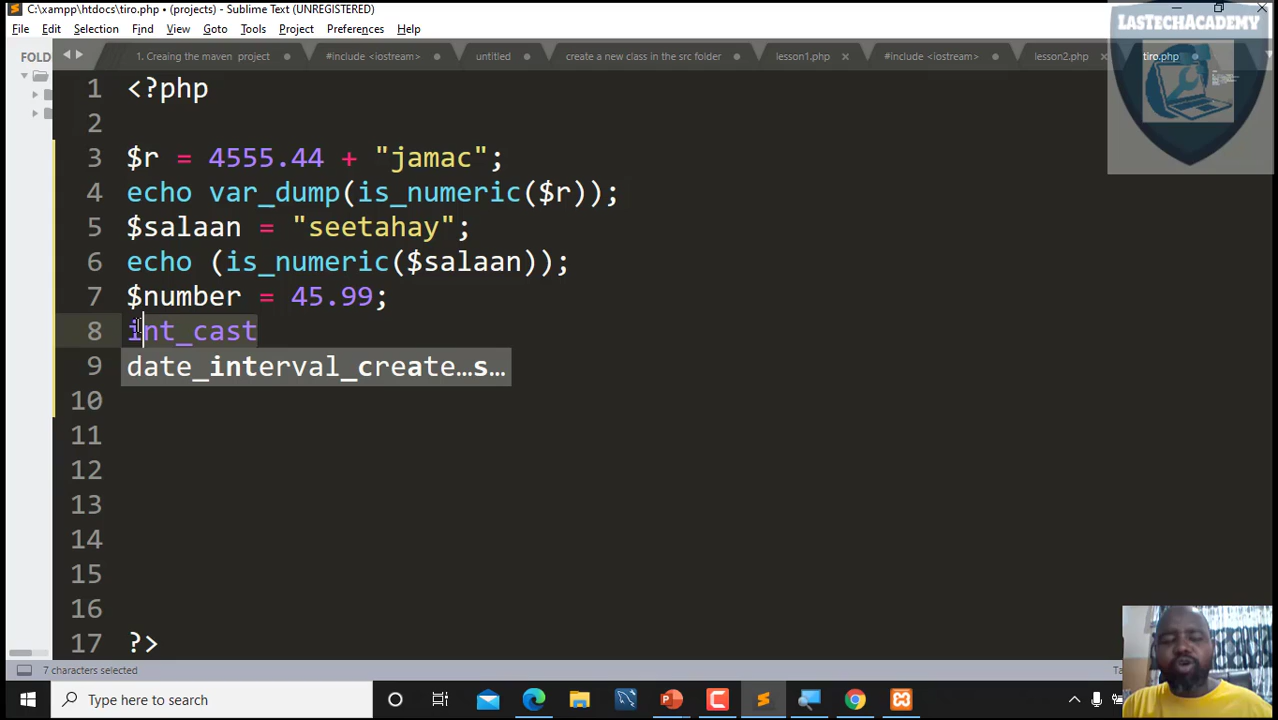 C:\xampp\htdocs\tiro.php • (projects) - Sublime Text (UNREGISTERED)
File Edit Selection Find View Goto Tools Project Preferences Help
LASTECHACADEMY
FOLD
1. Creaing the maven project
#include <iostream>
untitled
create a new class in the src folder
lesson1.php
#include <iostream>
lesson2.php
tiro.php
1 <?php
2
3 $r = 4555.44 + "jamac";
4 echo var_dump(is_numeric($r));
5 $salaan = "seetahay";
6 echo (is_numeric($salaan));
7 $number = 45.99;
8 int_cast
9 date_interval_create…s…
10
11
12
13
14
15
16
17 ?>
7 characters selected
Type here to search